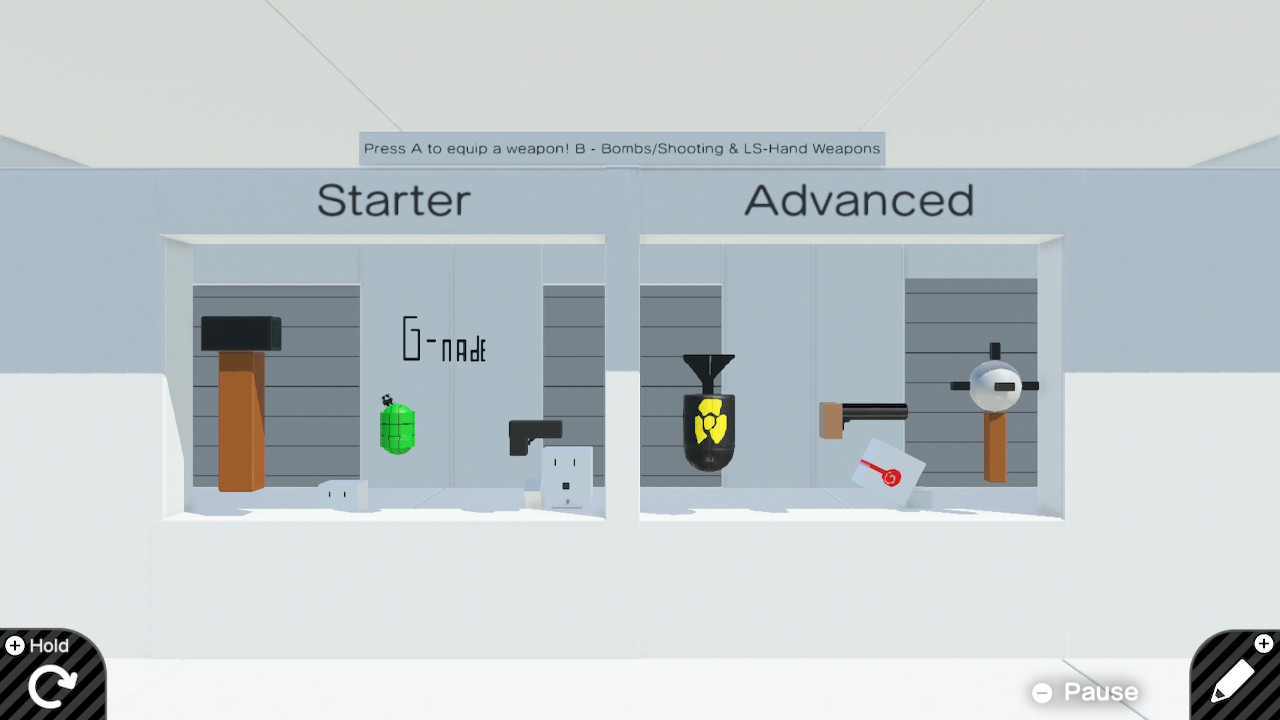 Press A to equip a weapon! B - Bombs/Shooting & LS-Hand Weapons
Starter
Advanced
G-nAdE
Hold
Pause